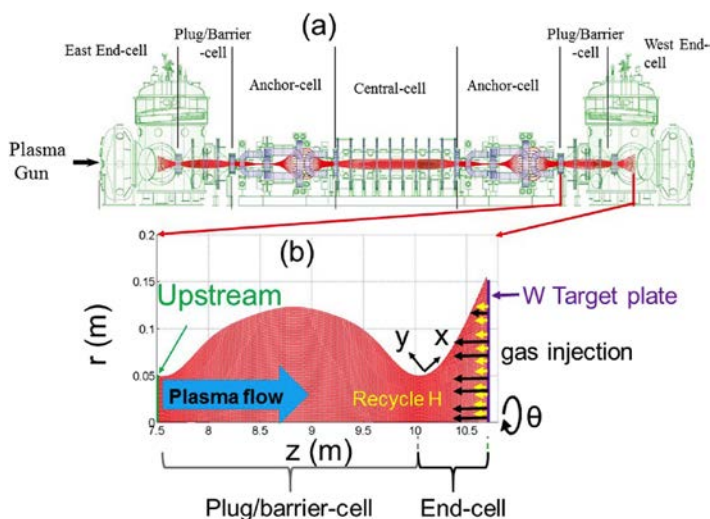 (a)
East End-cell
Plug/Barrier
-cell
Anchor-cell
Central-cell
Anchor-cell
Plug/Barrier
-cell
West End-
cell
Plasma
Gun
(b)
0.2
0.15
0.1
0.05
0
r (m)
Upstream
W Target plate
y
x
gas injection
Plasma flow
Recycle H
θ
7.5
8
8.5
9
9.5
10
10.5
z (m)
Plug/barrier-cell
End-cell